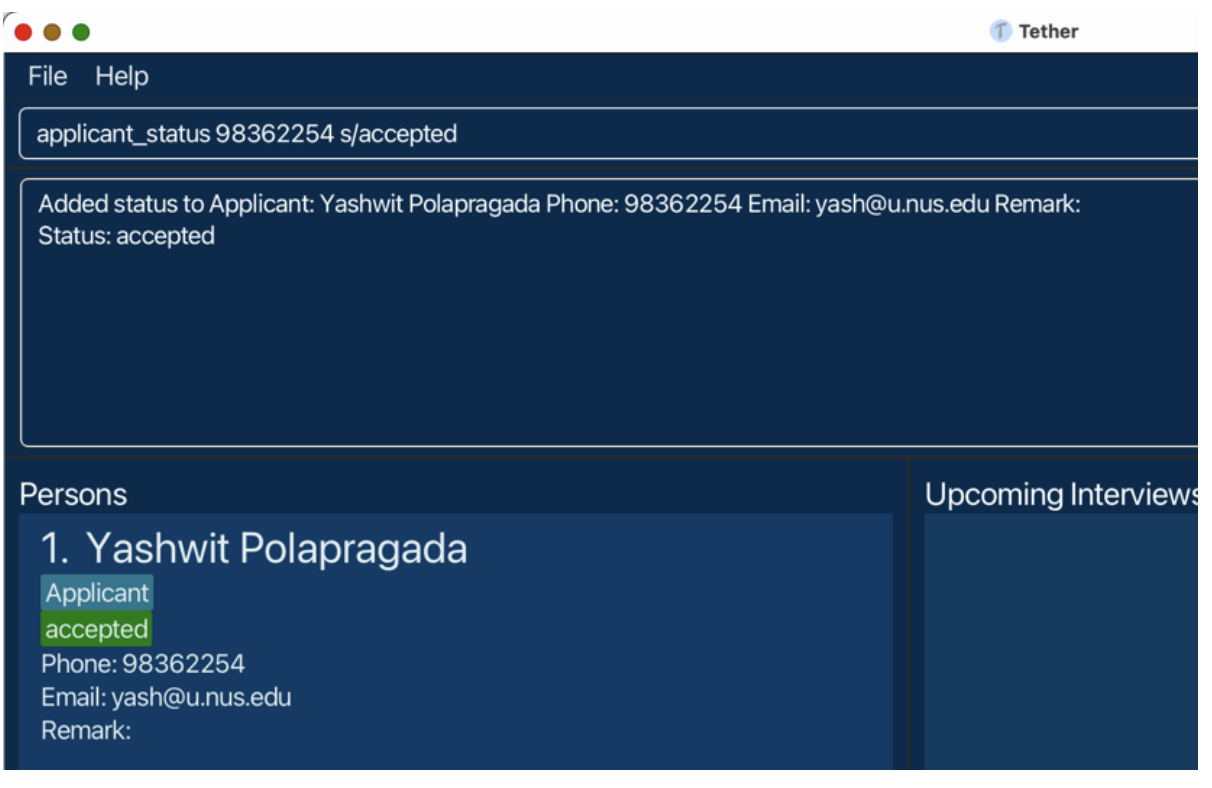 Tether
File Help
applicant_status 98362254 s/accepted
Added status to Applicant: Yashwit Polapragada Phone: 98362254 Email: yash@u.nus.edu Remark:
Status: accepted
Persons
1. Yashwit Polapragada
Applicant
accepted
Phone: 98362254
Email: yash@u.nus.edu
Remark:
Upcoming Interviews